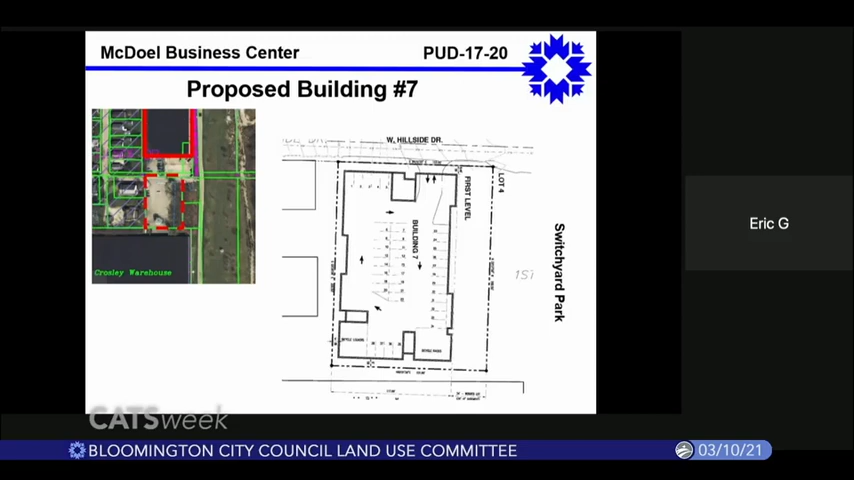 McDoel Business Center
PUD-17-20
Proposed Building #7
Crosley Warehouse
W. HILLSIDE DR.
LOT 4
FIRST LEVEL
BUILDING 7
Switchyard Park
1ST
Eric G
CATSweek
BLOOMINGTON CITY COUNCIL LAND USE COMMITTEE
03/10/21